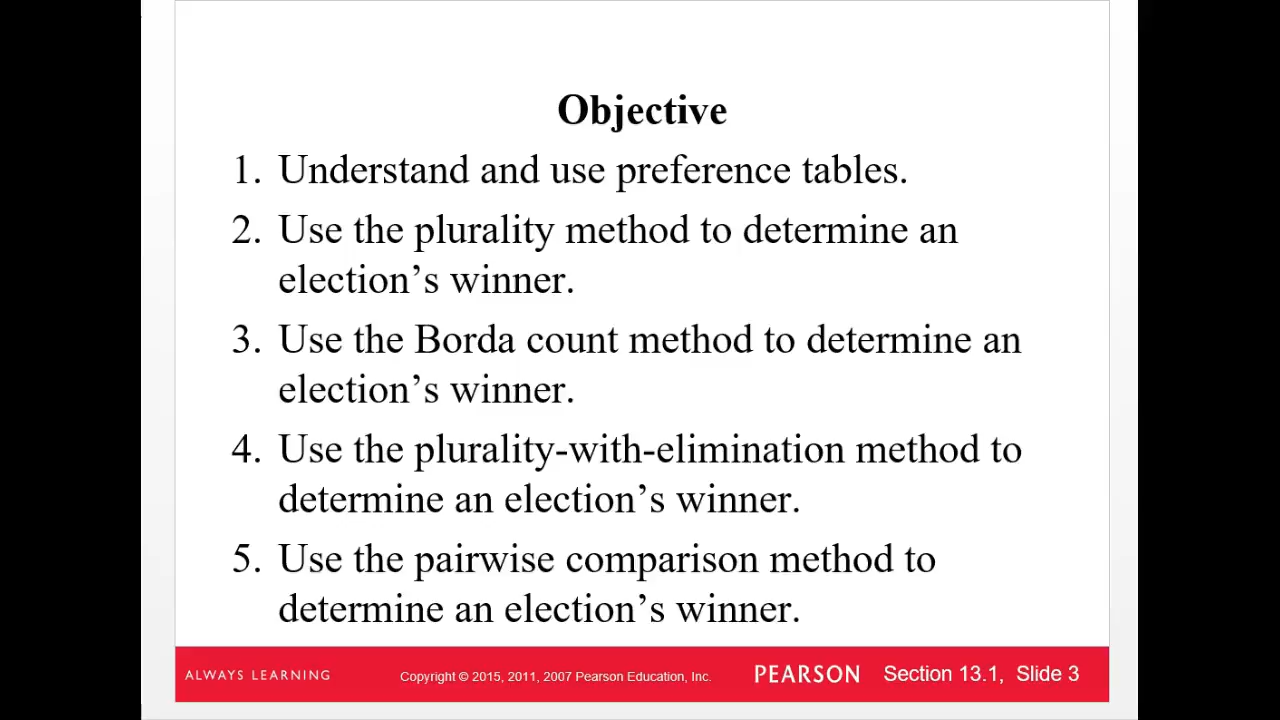 Objective
1. Understand and use preference tables.
2. Use the plurality method to determine an
election’s winner.
3. Use the Borda count method to determine an
election’s winner.
4. Use the plurality-with-elimination method to
determine an election’s winner.
5. Use the pairwise comparison method to
determine an election’s winner.
ALWAYS LEARNING Copyright © 2015, 2011, 2007 Pearson Education, Inc. PEARSON Section 13.1, Slide 3